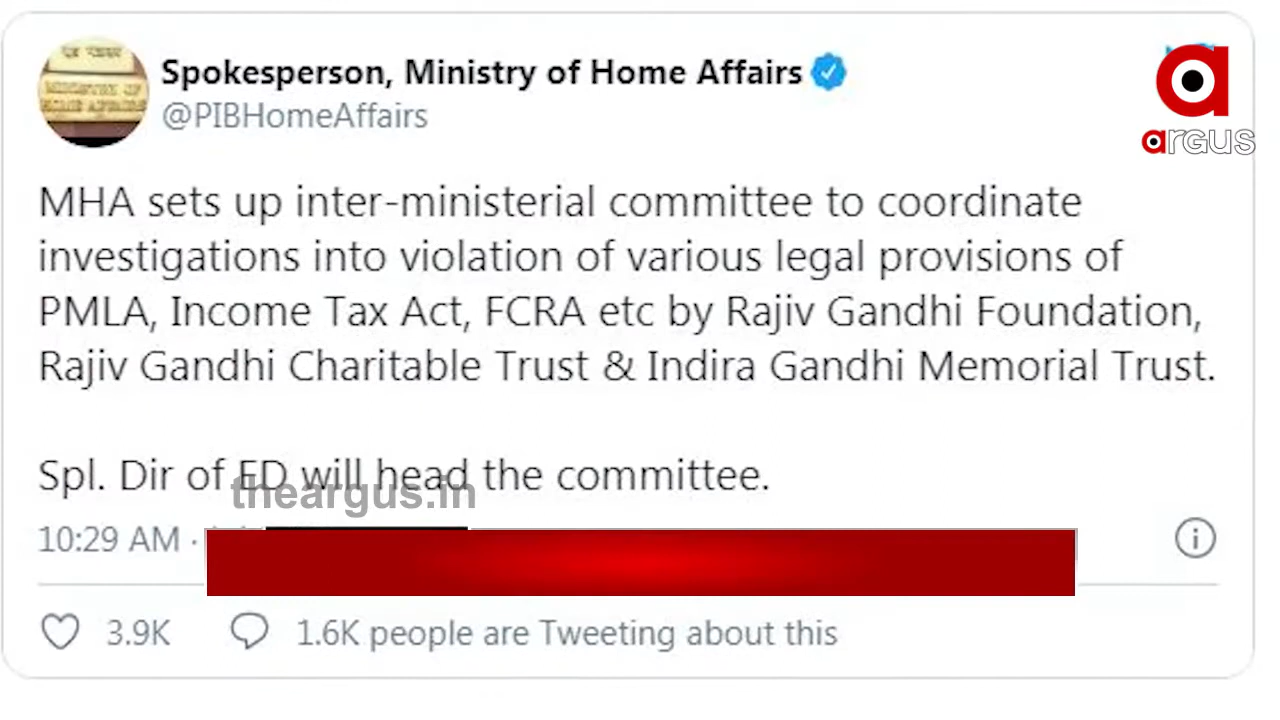 Spokesperson, Ministry of Home Affairs
@PIBHomeAffairs
argus
MHA sets up inter-ministerial committee to coordinate
investigations into violation of various legal provisions of
PMLA, Income Tax Act, FCRA etc by Rajiv Gandhi Foundation,
Rajiv Gandhi Charitable Trust & Indira Gandhi Memorial Trust.
Spl. Dir of ED will head the committee.
theargus.in
10:29 AM ·
3.9K 1.6K people are Tweeting about this